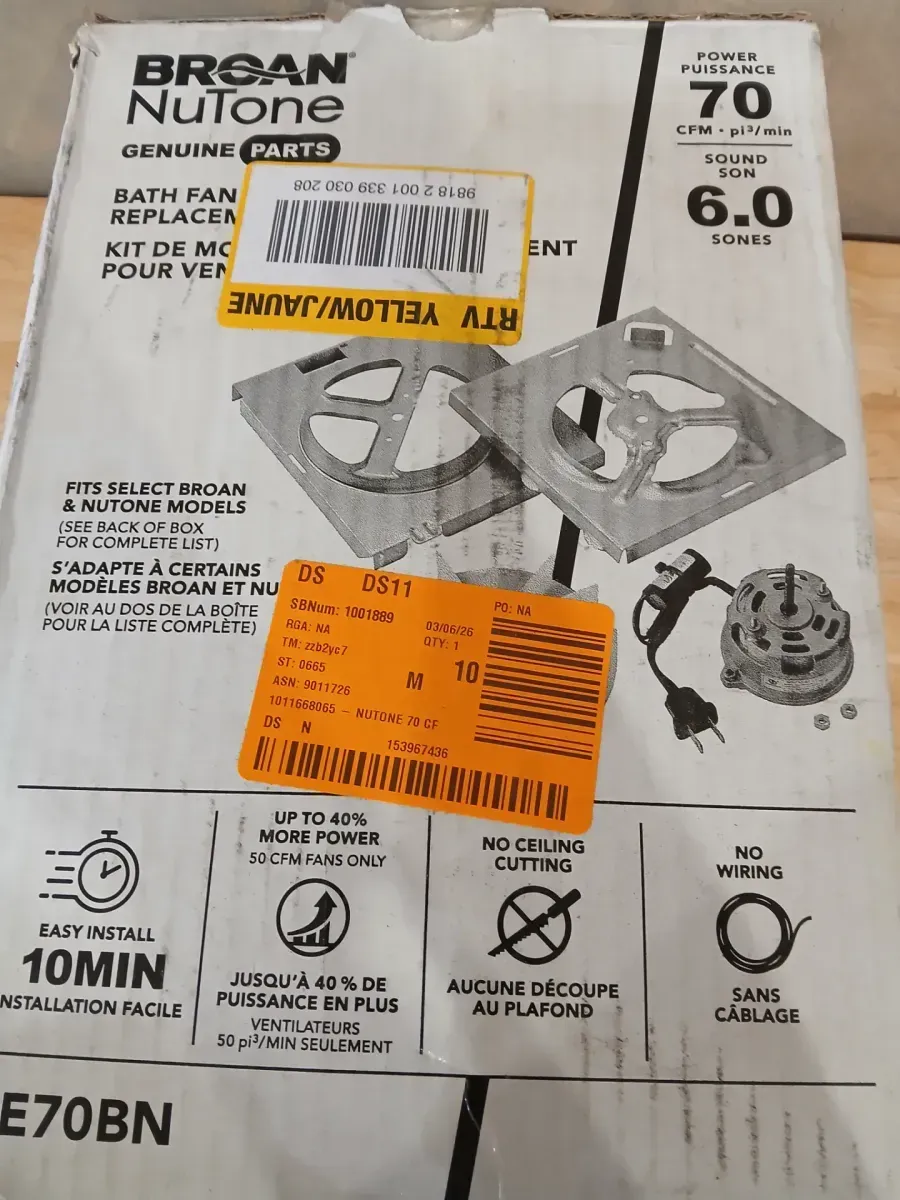 BROAN
NuTone
GENUINE PARTS
POWER
PUISSANCE
70
CFM • pi³/min
SOUND
SON
6.0
SONES
BATH FAN
REPLACEM
KIT DE MO
ENT
POUR VEN
9818 2 001 339 030 208
RTV YELLOW/JAUNE
FITS SELECT BROAN
& NUTONE MODELS
(SEE BACK OF BOX
FOR COMPLETE LIST)
S'ADAPTE À CERTAINS
MODÈLES BROAN ET NU
(VOIR AU DOS DE LA BOÎTE
POUR LA LISTE COMPLÈTE)
DS DS11
SBNum: 1001889
RGA: NA
TM: zzb2yc7
ST: 0665
ASN: 9011726
1011668065 - NUTONE 70 CF
DS N
PO: NA
03/06/26
QTY: 1
M 10
153967436
EASY INSTALL
10MIN
NSTALLATION FACILE
UP TO 40%
MORE POWER
50 CFM FANS ONLY
JUSQU'À 40 % DE
PUISSANCE EN PLUS
VENTILATEURS
50 pi³/MIN SEULEMENT
NO CEILING
CUTTING
AUCUNE DÉCOUPE
AU PLAFOND
NO
WIRING
SANS
CÂBLAGE
E70BN